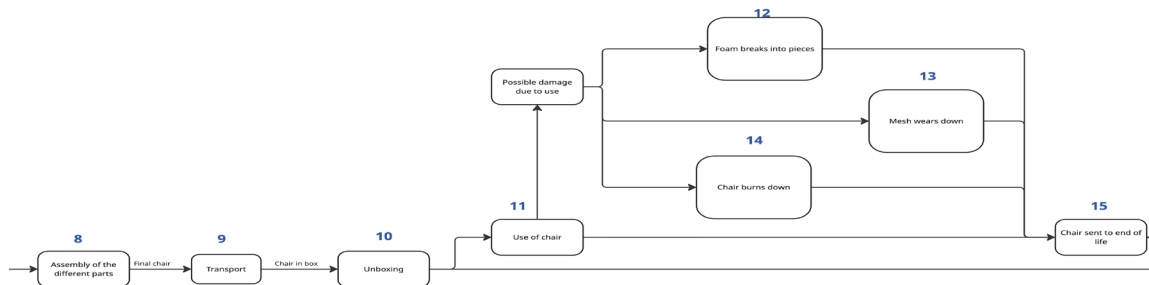 12
Foam breaks into pieces
13
Possible damage
due to use
Mesh wears down
14
Chair burns down
11
15
Use of chair
Chair sent to end of
life
8
9
10
Assembly of the
different parts
Final chair
Transport
Chair in box
Unboxing